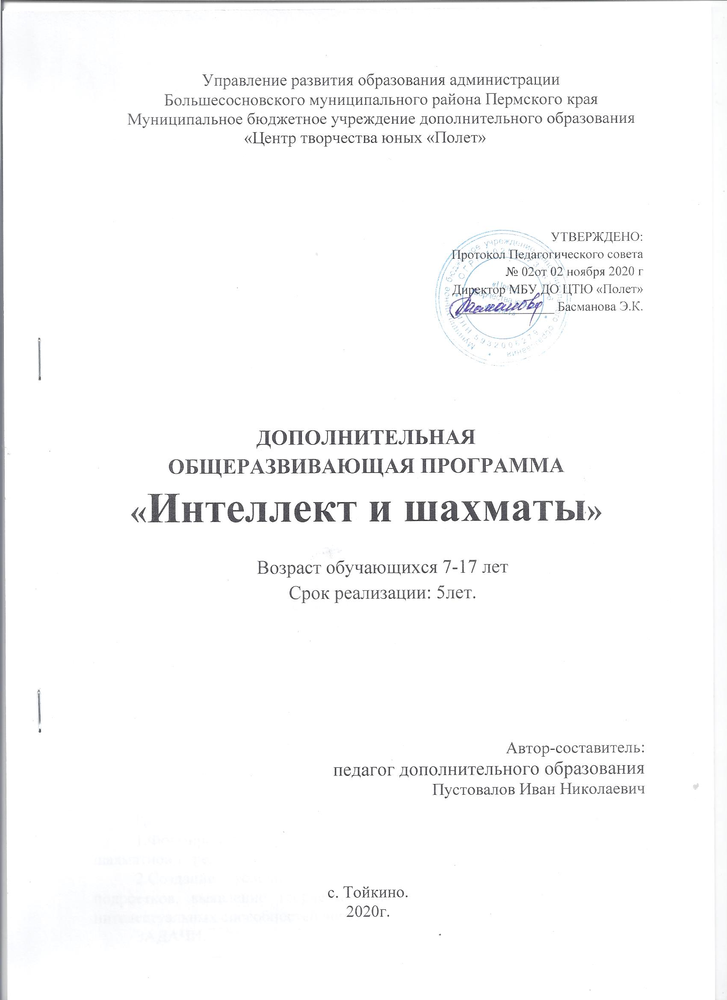 Управление развития образования администрации
Большесосновского муниципального района Пермского края
Муниципальное бюджетное учреждение дополнительного образования
«Центр творчества юных «Полет»
УТВЕРЖДЕНО:
Протокол Педагогического совета
№ 02от 02 ноября 2020 г
Директор МБУ ДО ЦТЮ «Полет»
Басманова Э.К.
ИНН 5932006279
ДОПОЛНИТЕЛЬНАЯ
ОБЩЕРАЗВИВАЮЩАЯ ПРОГРАММА
«Интеллект и шахматы»
Возраст обучающихся 7-17 лет
Срок реализации: 5лет.
Автор-составитель:
педагог дополнительного образования
Пустовалов Иван Николаевич
с. Тойкино.
2020г.